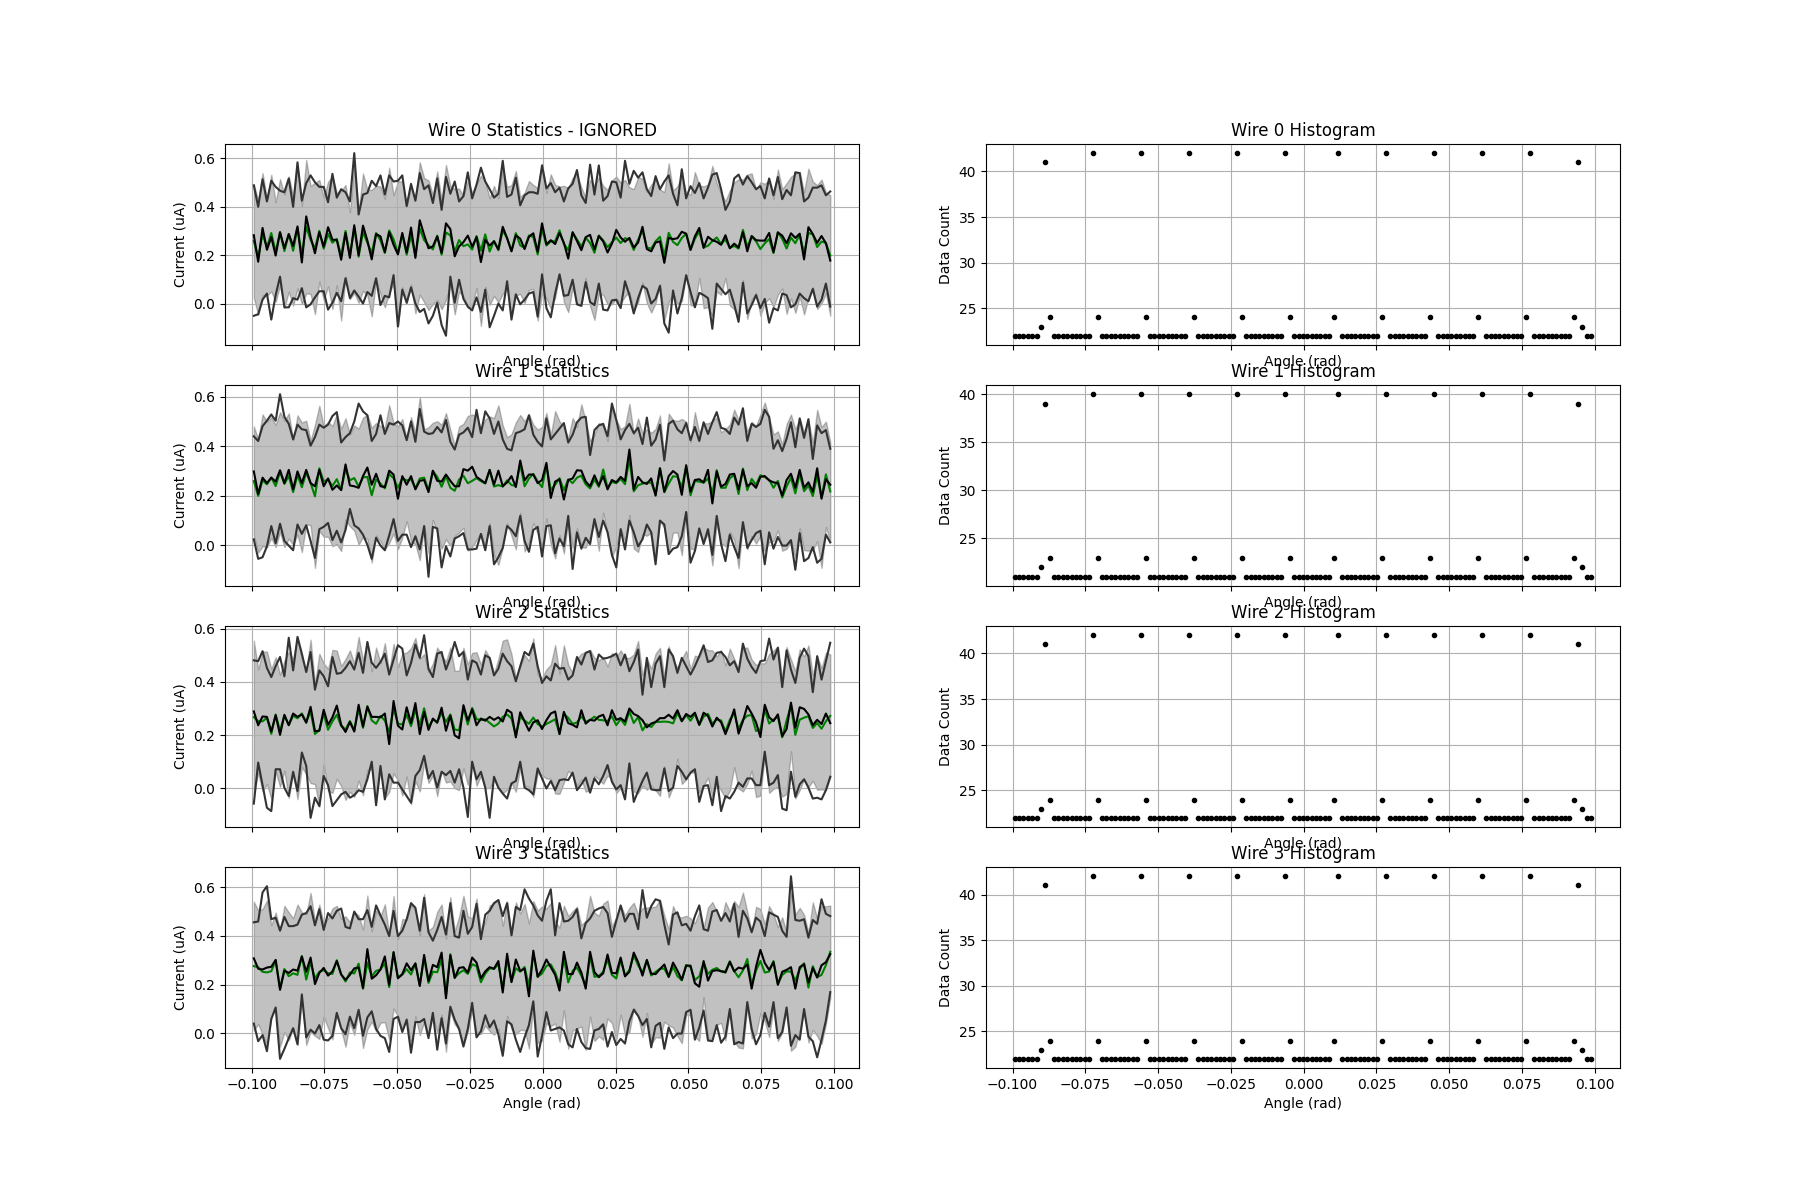 Wire 0 Statistics - IGNORED
Current (uA)
0.6
0.4
0.2
0.0
Angle (rad)
Wire 0 Histogram
Data Count
40
35
30
25
Angle (rad)
Wire 1 Statistics
Current (uA)
0.6
0.4
0.2
0.0
Angle (rad)
Wire 1 Histogram
Data Count
40
35
30
25
Angle (rad)
Wire 2 Statistics
Current (uA)
0.6
0.4
0.2
0.0
Angle (rad)
Wire 2 Histogram
Data Count
40
35
30
25
Angle (rad)
Wire 3 Statistics
Current (uA)
0.6
0.4
0.2
0.0
−0.100 −0.075 −0.050 −0.025 0.000 0.025 0.050 0.075 0.100
Angle (rad)
Wire 3 Histogram
Data Count
40
35
30
25
−0.100 −0.075 −0.050 −0.025 0.000 0.025 0.050 0.075 0.100
Angle (rad)